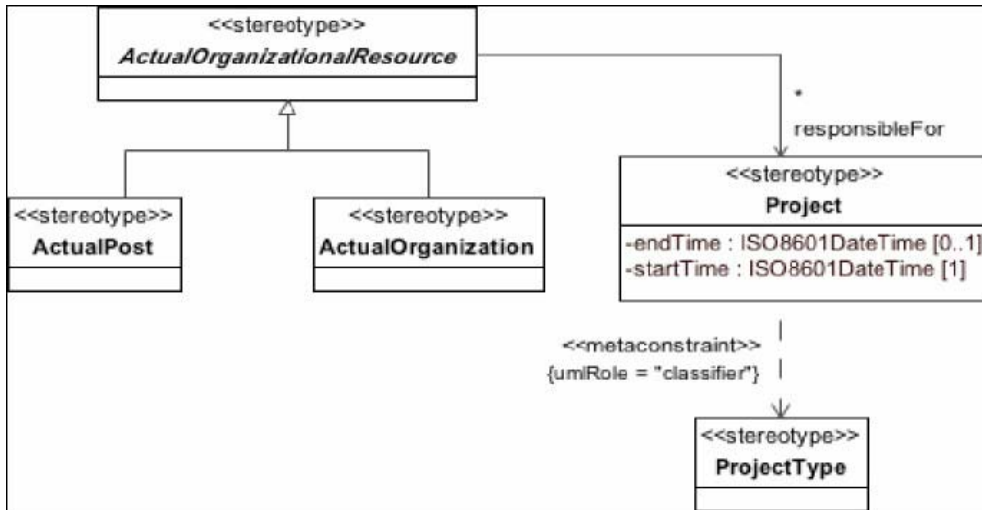 <<stereotype>>
ActualOrganizationalResource
*
responsibleFor
<<stereotype>>
ActualPost
<<stereotype>>
ActualOrganization
<<stereotype>>
Project
-endTime : ISO8601DateTime [0..1]
-startTime : ISO8601DateTime [1]
<<metaconstraint>>
{umlRole = "classifier"}
<<stereotype>>
ProjectType